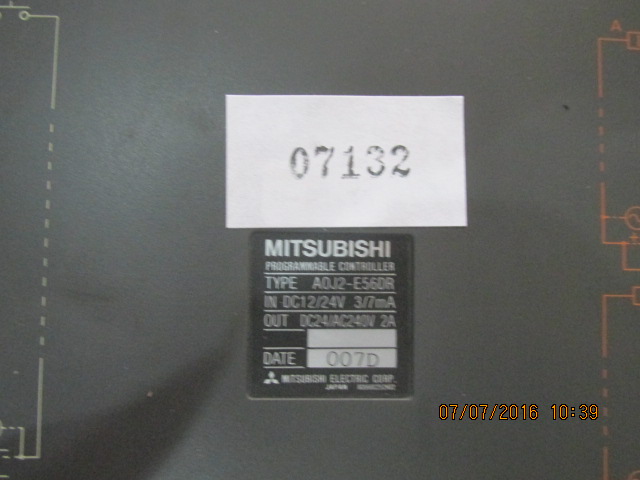 A
07132
MITSUBISHI
PROGRAMMABLE CONTROLLER
TYPE A0J2-E56DR
IN DC12/24V 3/7mA
OUT DC24/AC240V 2A
DATE 007D
MITSUBISHI ELECTRIC CORP.
JAPAN
07/07/2016 10:39